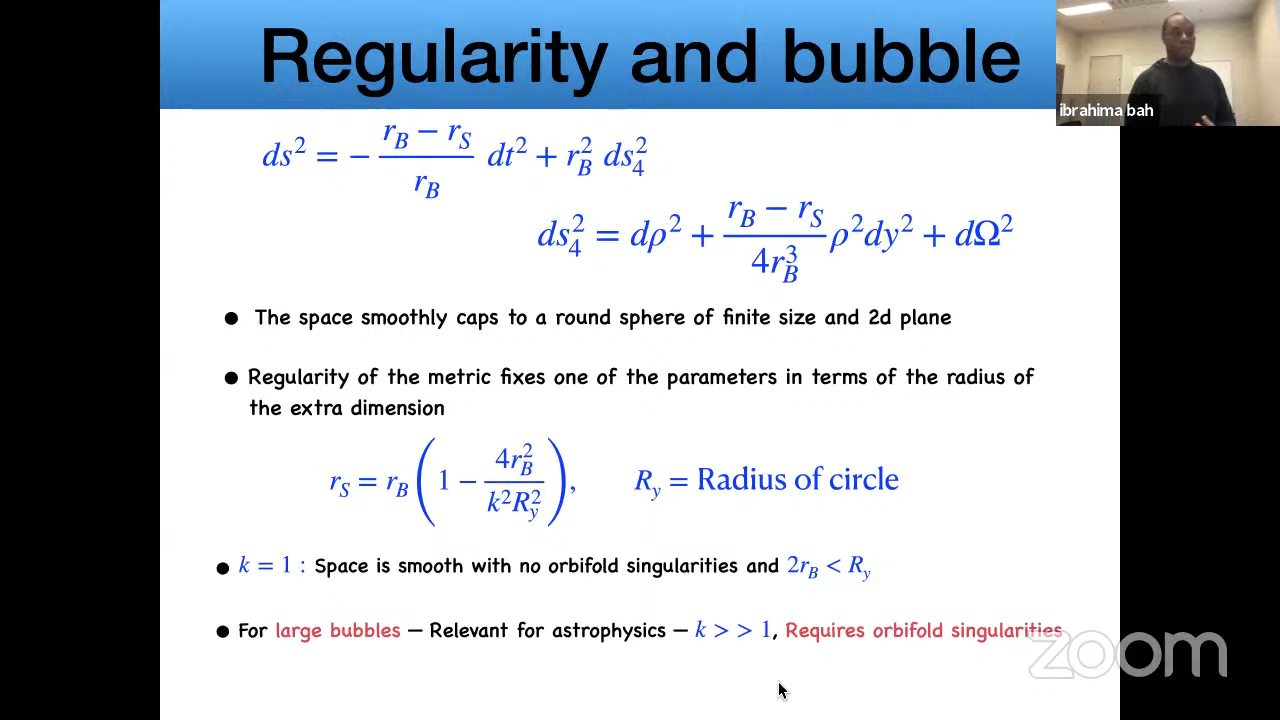 Regularity and bubble
ibrahima bah
ds² = − (r_B − r_S)/r_B dt² + r_B² ds₄²
ds₄² = dρ² + (r_B − r_S)/(4r_B³) ρ²dy² + dΩ²
● The space smoothly caps to a round sphere of finite size and 2d plane
● Regularity of the metric fixes one of the parameters in terms of the radius of
the extra dimension
r_S = r_B (1 − 4r_B²/(k²R_y²)), R_y = Radius of circle
● k = 1 : Space is smooth with no orbifold singularities and 2r_B < R_y
● For large bubbles — Relevant for astrophysics — k > > 1, Requires orbifold singularities
zoom